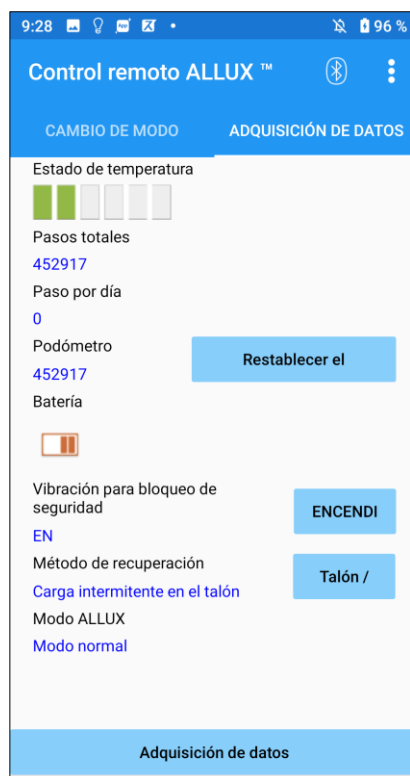 9:28 96 %
Control remoto ALLUX ™
CAMBIO DE MODO ADQUISICIÓN DE DATOS
Estado de temperatura
Pasos totales
452917
Paso por día
0
Podómetro
452917
Restablecer el
Batería
Vibración para bloqueo de
seguridad
EN
ENCENDI
Método de recuperación
Carga intermitente en el talón
Talón /
Modo ALLUX
Modo normal
Adquisición de datos